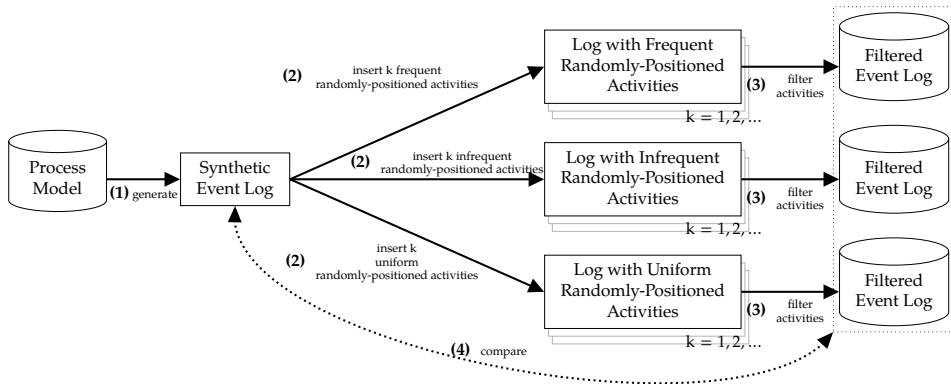 Process
Model
(1) generate
Synthetic
Event Log
(2)
insert k frequent
randomly-positioned activities
(2)
insert k infrequent
randomly-positioned activities
(2)
insert k
uniform
randomly-positioned activities
Log with Frequent
Randomly-Positioned
Activities
k = 1, 2, ...
Log with Infrequent
Randomly-Positioned
Activities
k = 1, 2, ...
Log with Uniform
Randomly-Positioned
Activities
k = 1, 2, ...
(3) filter
activities
(3) filter
activities
(3) filter
activities
Filtered
Event Log
Filtered
Event Log
Filtered
Event Log
(4) compare